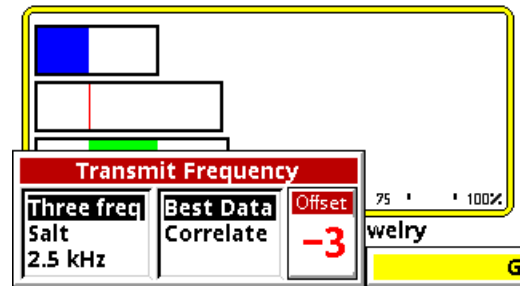 75 100%
Transmit Frequency
Three freq
Salt
2.5 kHz
Best Data
Correlate
Offset
-3
welry
G